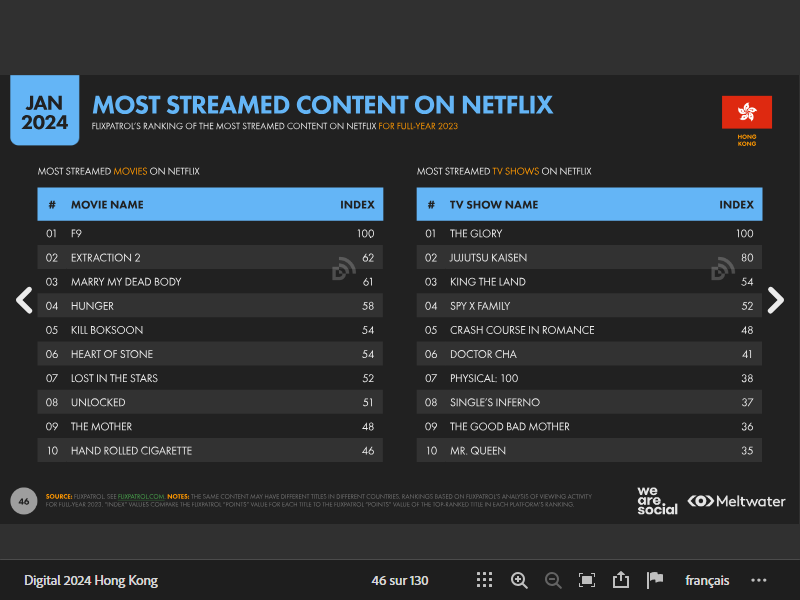 JAN
2024
MOST STREAMED CONTENT ON NETFLIX
FLIXPATROL'S RANKING OF THE MOST STREAMED CONTENT ON NETFLIX FOR FULL-YEAR 2023
HONG
KONG
MOST STREAMED MOVIES ON NETFLIX
# MOVIE NAME INDEX
01 F9 100
02 EXTRACTION 2 62
03 MARRY MY DEAD BODY 61
04 HUNGER 58
05 KILL BOKSOON 54
06 HEART OF STONE 54
07 LOST IN THE STARS 52
08 UNLOCKED 51
09 THE MOTHER 48
10 HAND ROLLED CIGARETTE 46
MOST STREAMED TV SHOWS ON NETFLIX
# TV SHOW NAME INDEX
01 THE GLORY 100
02 JUJUTSU KAISEN 80
03 KING THE LAND 54
04 SPY X FAMILY 52
05 CRASH COURSE IN ROMANCE 48
06 DOCTOR CHA 41
07 PHYSICAL: 100 38
08 SINGLE'S INFERNO 37
09 THE GOOD BAD MOTHER 36
10 MR. QUEEN 35
46
SOURCE: FLIXPATROL. SEE FLIXPATROL.COM. NOTES: THE SAME CONTENT MAY HAVE DIFFERENT TITLES IN DIFFERENT COUNTRIES. RANKINGS BASED ON FLIXPATROL'S ANALYSIS OF VIEWING ACTIVITY
FOR FULL-YEAR 2023. "INDEX" VALUES COMPARE THE FLIXPATROL "POINTS" VALUE FOR EACH TITLE TO THE FLIXPATROL "POINTS" VALUE OF THE TOP-RANKED TITLE IN EACH PLATFORM'S RANKING.
we
are
social
Meltwater
Digital 2024 Hong Kong
46 sur 130
français